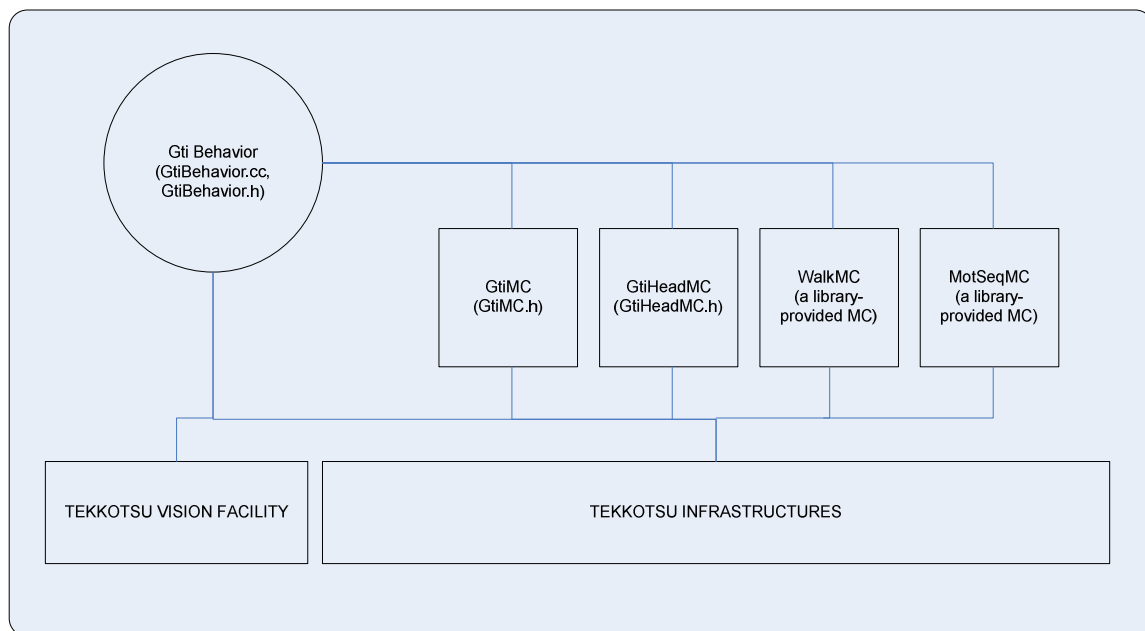 Gti Behavior
(GtiBehavior.cc,
GtiBehavior.h)
GtiMC
(GtiMC.h)
GtiHeadMC
(GtiHeadMC.h)
WalkMC
(a library-
provided MC)
MotSeqMC
(a library-
provided MC)
TEKKOTSU VISION FACILITY
TEKKOTSU INFRASTRUCTURES